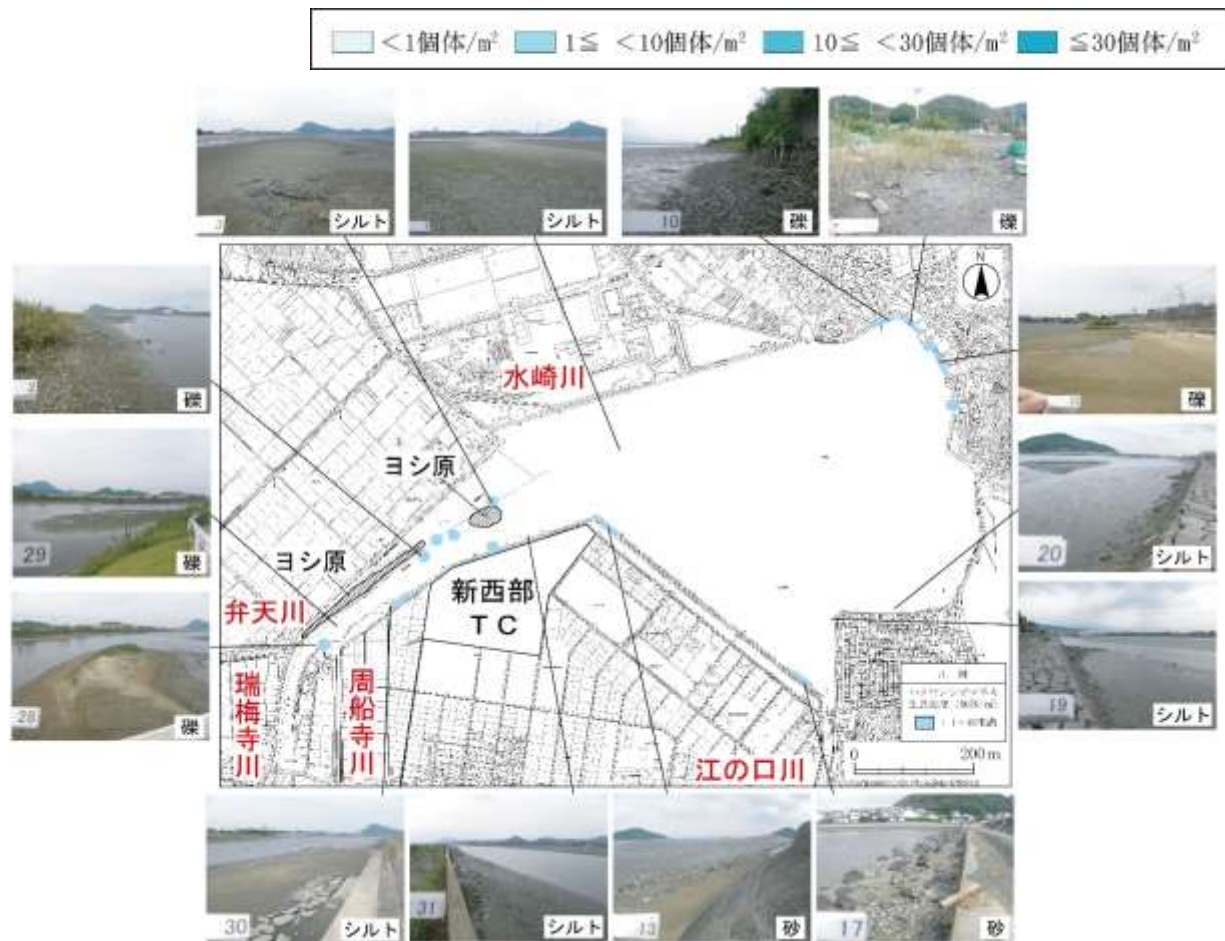 <1個体/m² 1≦ <10個体/m² 10≦ <30個体/m² ≦30個体/m²
シルト
シルト
10
礫
礫
礫
29
礫
28
礫
礫
20
シルト
19
シルト
N
水崎川
ヨシ原
ヨシ原
弁天川
新西部
TC
瑞梅寺川
周船寺川
江の口川
凡例
0 200m
30
シルト
31
シルト
13
砂
17
砂